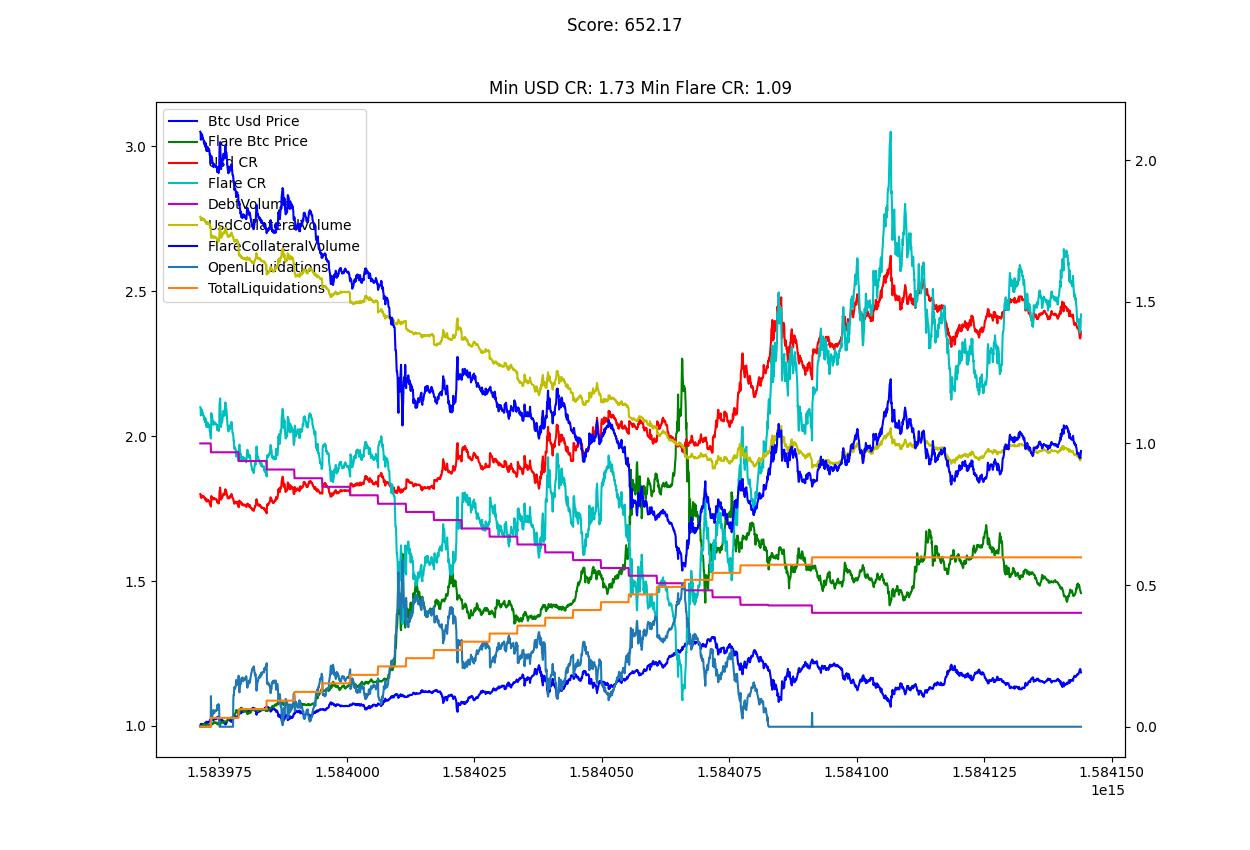 Score: 652.17
Min USD CR: 1.73 Min Flare CR: 1.09
Btc Usd Price
Flare Btc Price
Usd CR
Flare CR
DebtVolume
UsdCollateralVolume
FlareCollateralVolume
OpenLiquidations
TotalLiquidations
3.0
2.5
2.0
1.5
1.0
2.0
1.5
1.0
0.5
0.0
1.583975 1.584000 1.584025 1.584050 1.584075 1.584100 1.584125 1.584150
1e15